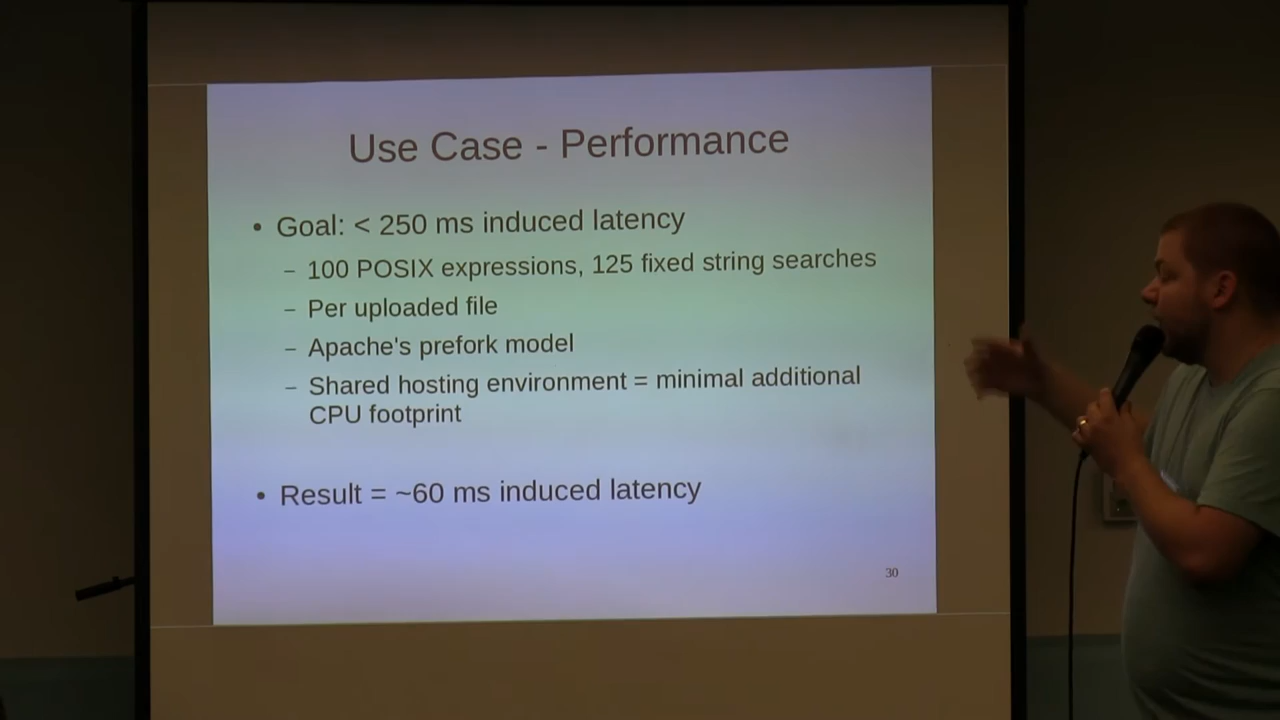 Use Case - Performance
• Goal: < 250 ms induced latency
– 100 POSIX expressions, 125 fixed string searches
– Per uploaded file
– Apache's prefork model
– Shared hosting environment = minimal additional
CPU footprint
• Result = ~60 ms induced latency
30